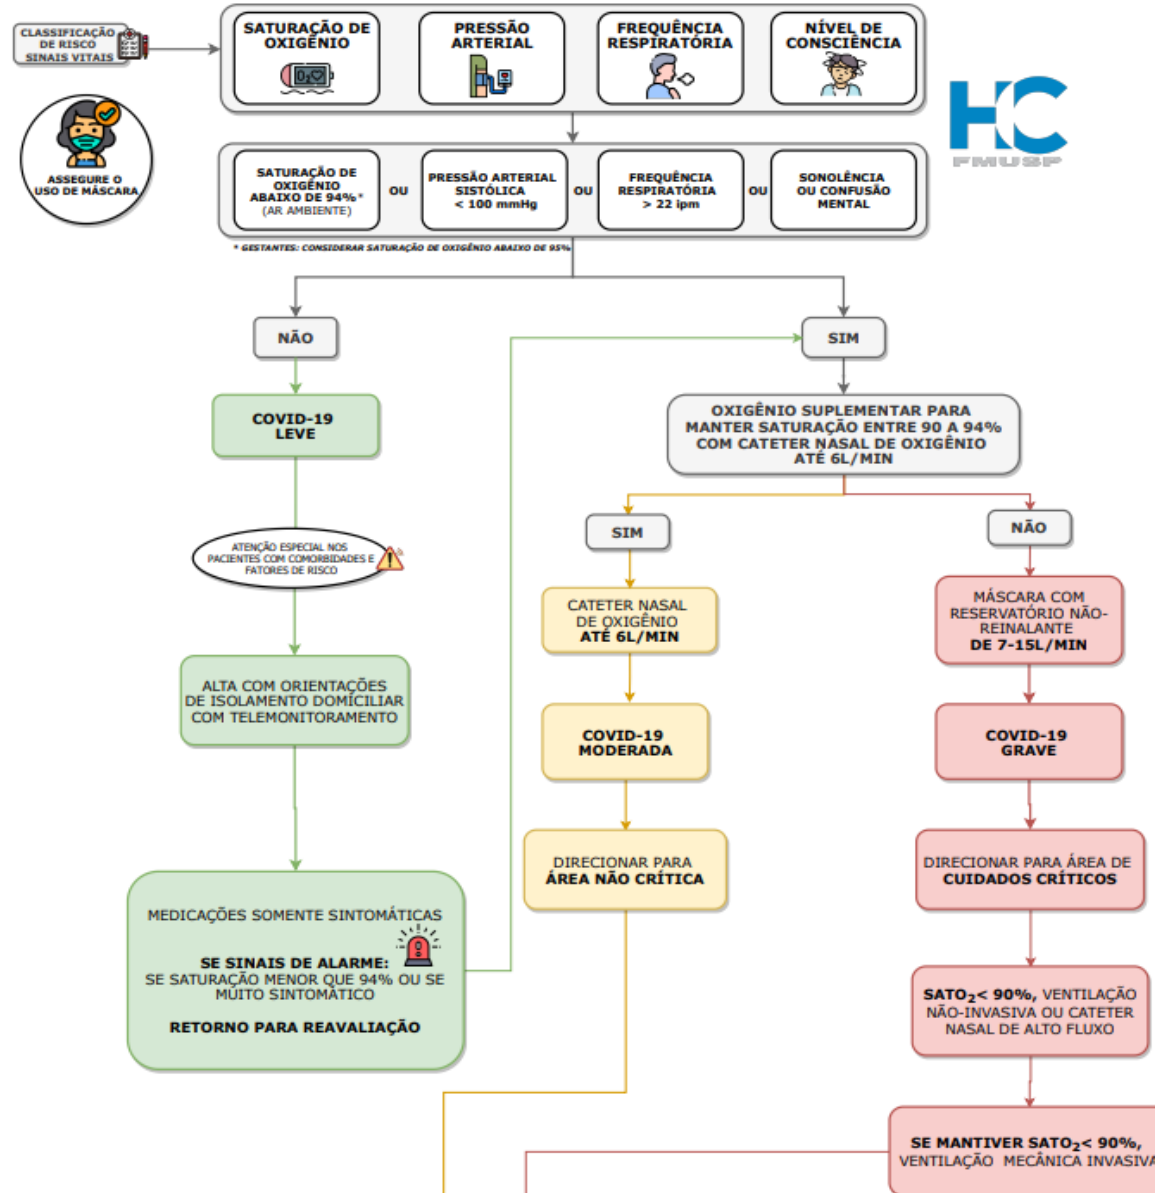 CLASSIFICAÇÃO
DE RISCO
SINAIS VITAIS
SATURAÇÃO DE
OXIGÊNIO
O₂
PRESSÃO
ARTERIAL
FREQUÊNCIA
RESPIRATÓRIA
NÍVEL DE
CONSCIÊNCIA
HC
FMUSP
ASSEGURE O
USO DE MÁSCARA
SATURAÇÃO DE
OXIGÊNIO
ABAIXO DE 94%*
(AR AMBIENTE)
OU
PRESSÃO ARTERIAL
SISTÓLICA
< 100 mmHg
OU
FREQUÊNCIA
RESPIRATÓRIA
> 22 ipm
OU
SONOLÊNCIA
OU CONFUSÃO
MENTAL
* GESTANTES: CONSIDERAR SATURAÇÃO DE OXIGÊNIO ABAIXO DE 95%
NÃO
SIM
COVID-19
LEVE
ATENÇÃO ESPECIAL NOS
PACIENTES COM COMORBIDADES E
FATORES DE RISCO
ALTA COM ORIENTAÇÕES
DE ISOLAMENTO DOMICILIAR
COM TELEMONITORAMENTO
MEDICAÇÕES SOMENTE SINTOMÁTICAS
SE SINAIS DE ALARME:
SE SATURAÇÃO MENOR QUE 94% OU SE
MUITO SINTOMÁTICO
RETORNO PARA REAVALIAÇÃO
OXIGÊNIO SUPLEMENTAR PARA
MANTER SATURAÇÃO ENTRE 90 A 94%
COM CATETER NASAL DE OXIGÊNIO
ATÉ 6L/MIN
SIM
CATETER NASAL
DE OXIGÊNIO
ATÉ 6L/MIN
COVID-19
MODERADA
DIRECIONAR PARA
ÁREA NÃO CRÍTICA
NÃO
MÁSCARA COM
RESERVATÓRIO NÃO-
REINALANTE
DE 7-15L/MIN
COVID-19
GRAVE
DIRECIONAR PARA ÁREA DE
CUIDADOS CRÍTICOS
SATO₂< 90%, VENTILAÇÃO
NÃO-INVASIVA OU CATETER
NASAL DE ALTO FLUXO
SE MANTIVER SATO₂< 90%,
VENTILAÇÃO MECÂNICA INVASIVA